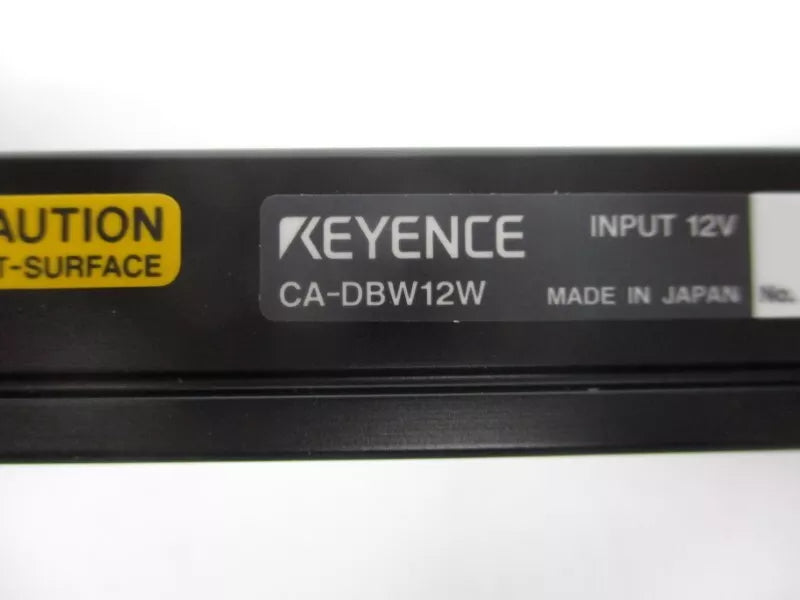 AUTION
T-SURFACE
KEYENCE
INPUT 12V
CA-DBW12W
MADE IN JAPAN
No.